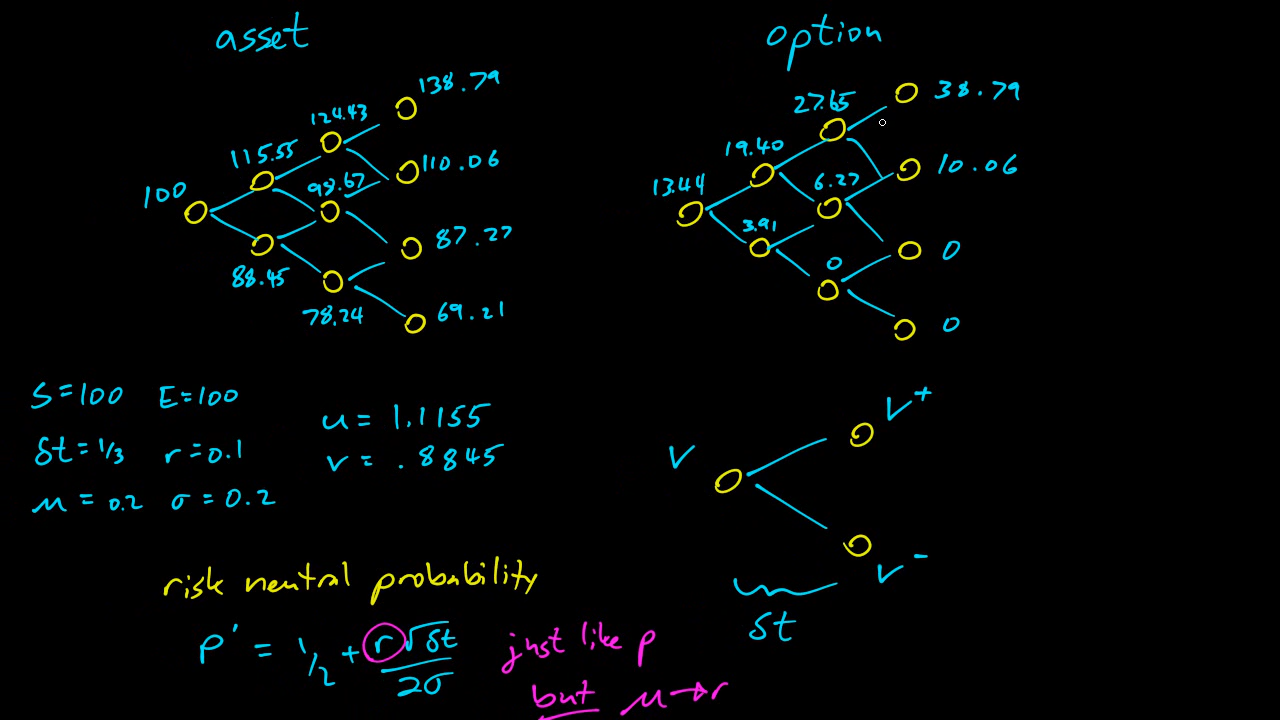 asset
option
138.79
124.43
115.55
110.06
100
98.67
87.27
88.45
78.24
69.21
38.79
27.65
19.40
10.06
13.44
6.27
3.91
0
0
0
S=100 E=100
δt=1/3 r=0.1
μ=0.2 σ=0.2
u=1.1155
v=.8845
V
V+
V-
δt
risk neutral probability
P' = 1/2 + r√δt / 2σ
just like p
but μ→r